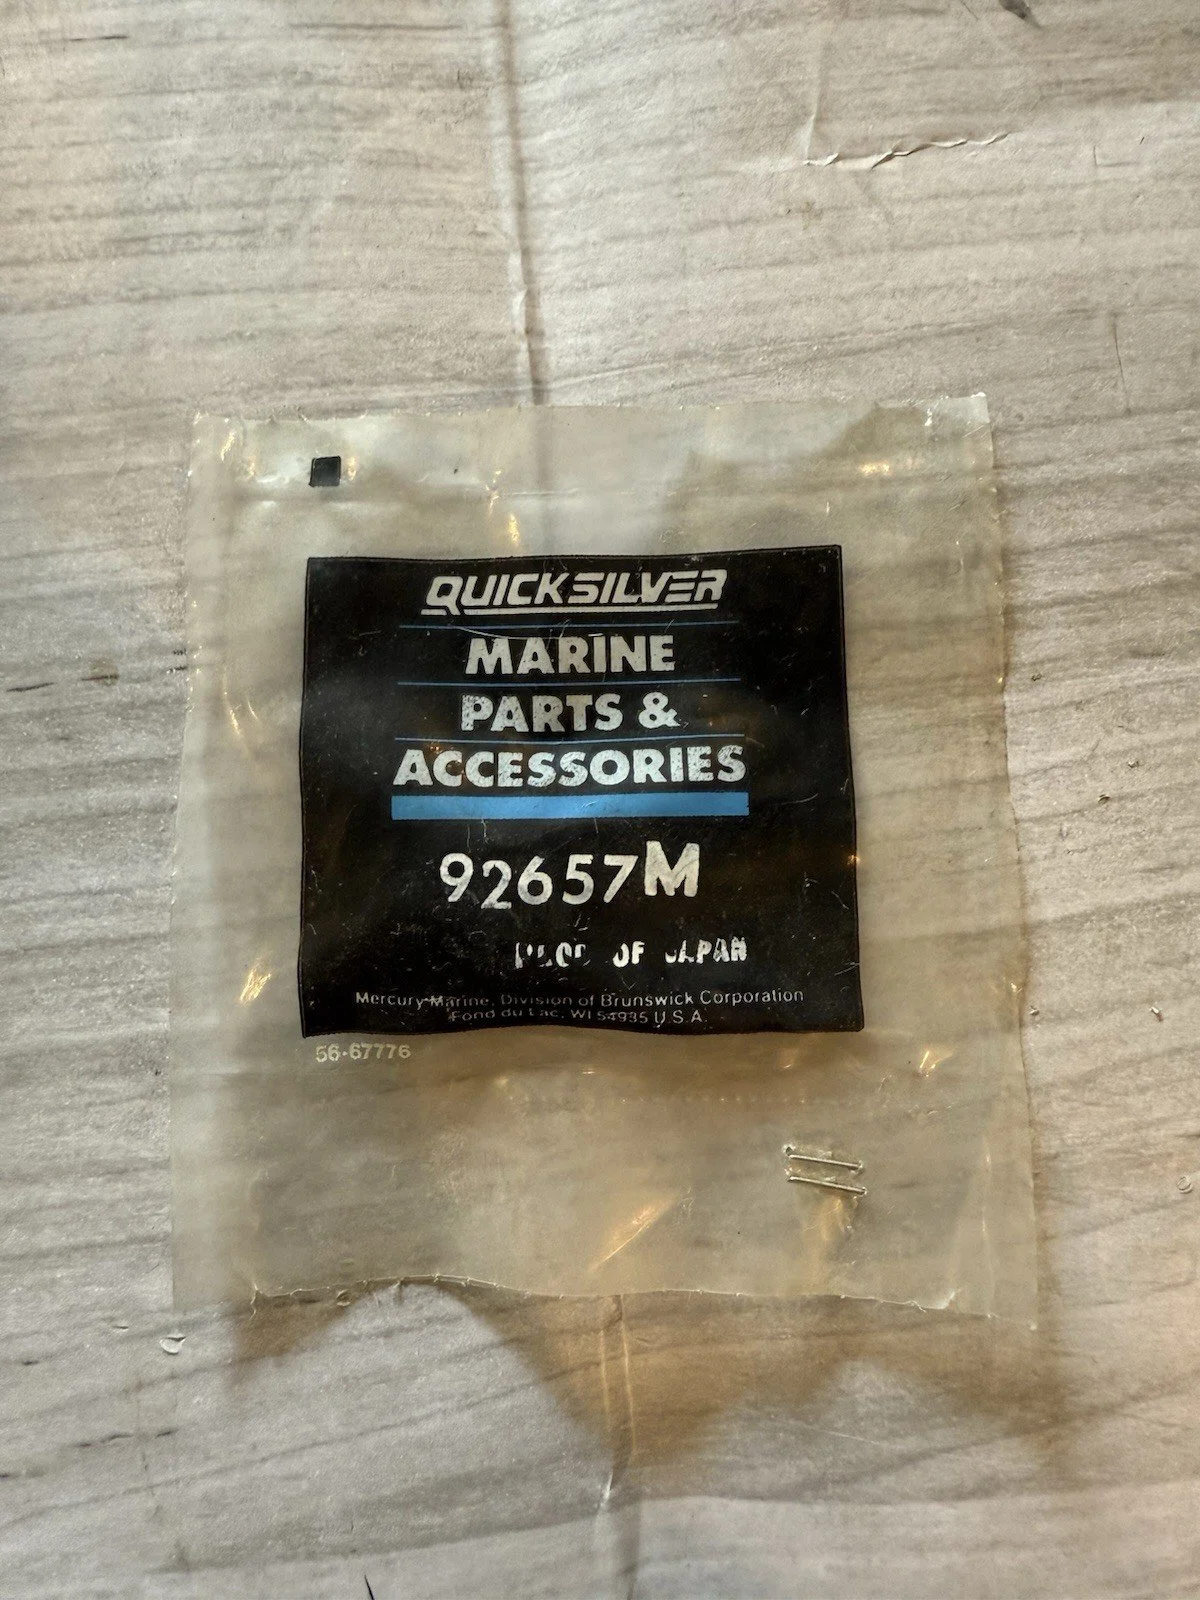 QUICKSILVER
MARINE
PARTS &
ACCESSORIES
92657M
OF JAPAN
Mercury Marine, Division of Brunswick Corporation
Fond du Lac, WI 54935 U.S.A.
56-67776